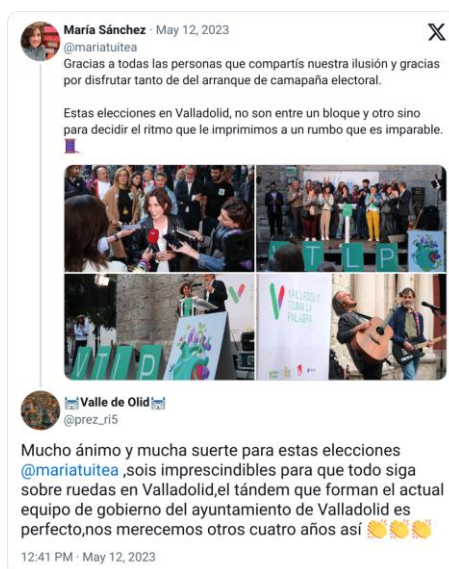 María Sánchez · May 12, 2023
@mariatuitea
Gracias a todas las personas que compartís nuestra ilusión y gracias
por disfrutar tanto de del arranque de camapaña electoral.
Estas elecciones en Valladolid, no son entre un bloque y otro sino
para decidir el ritmo que le imprimimos a un rumbo que es imparable.
VTLP
VTLP
VALLADOLID
TOMA LA
PALABRA
🏰Valle de Olid🏰
@prez_ri5
Mucho ánimo y mucha suerte para estas elecciones
@mariatuitea ,sois imprescindibles para que todo siga
sobre ruedas en Valladolid,el tándem que forman el actual
equipo de gobierno del ayuntamiento de Valladolid es
perfecto,nos merecemos otros cuatro años así 👏👏👏
12:41 PM · May 12, 2023